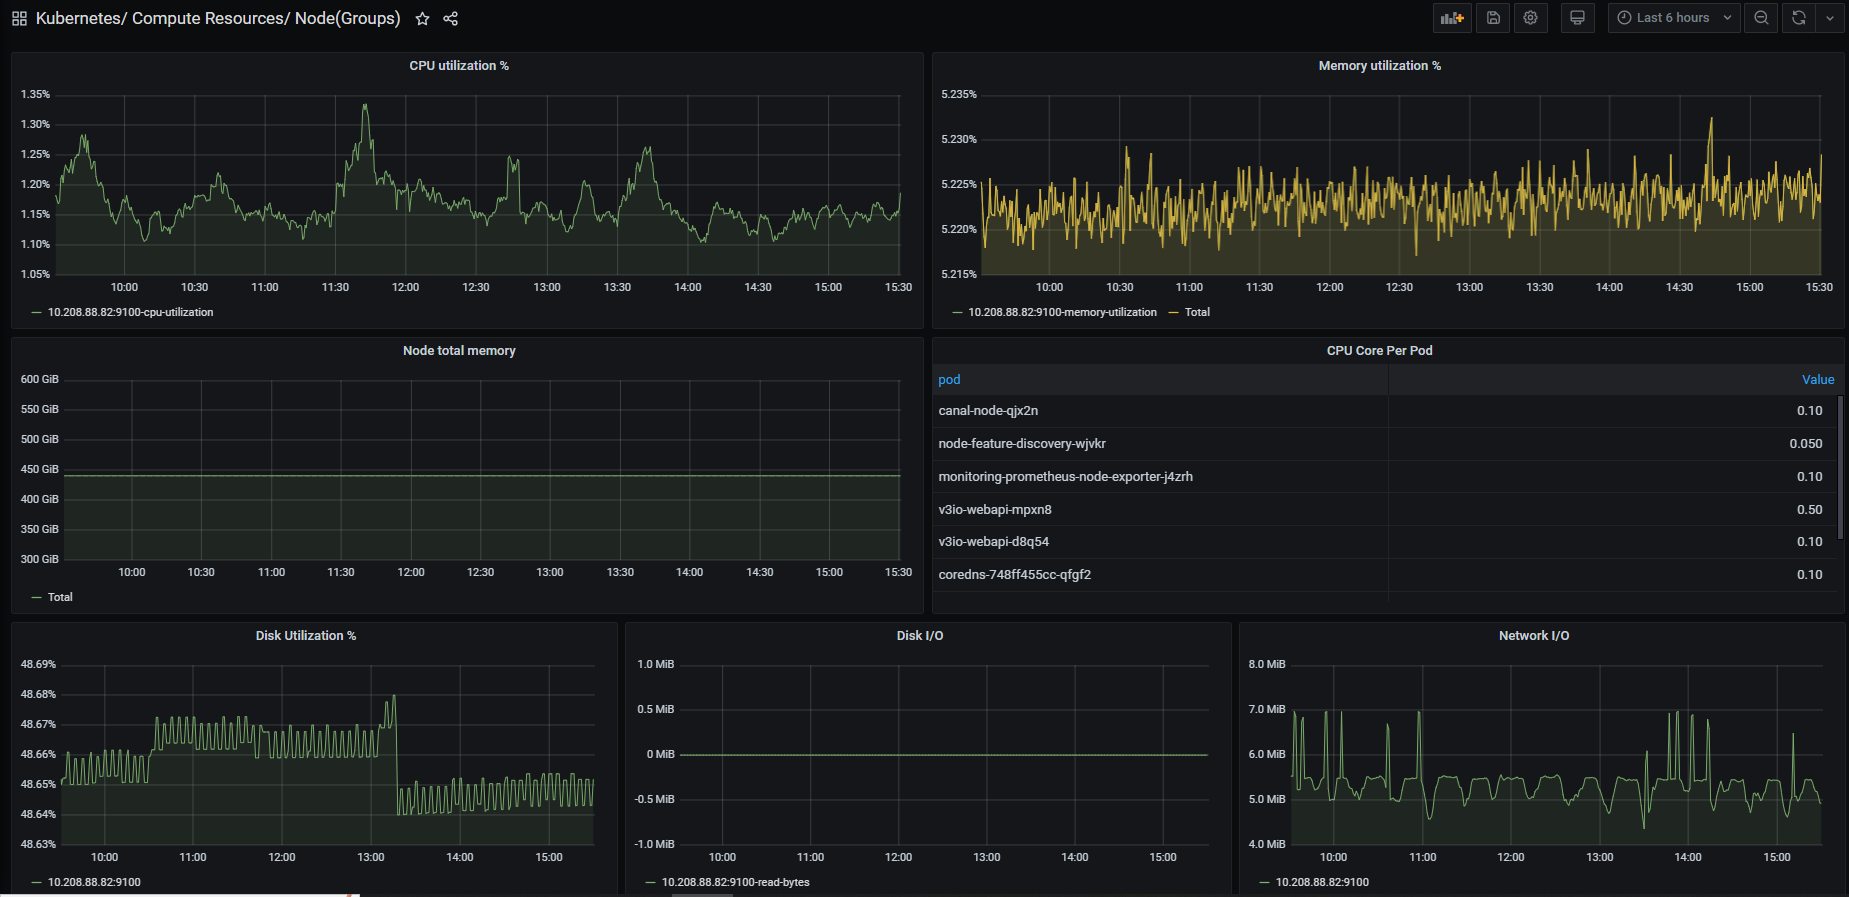 Kubernetes/ Compute Resources/ Node(Groups)
Last 6 hours
CPU utilization %
1.35%
1.30%
1.25%
1.20%
1.15%
1.10%
1.05%
10:00 10:30 11:00 11:30 12:00 12:30 13:00 13:30 14:00 14:30 15:00 15:30
10.208.88.82:9100-cpu-utilization
Memory utilization %
5.235%
5.230%
5.225%
5.220%
5.215%
10:00 10:30 11:00 11:30 12:00 12:30 13:00 13:30 14:00 14:30 15:00 15:30
10.208.88.82:9100-memory-utilization Total
Node total memory
600 GiB
550 GiB
500 GiB
450 GiB
400 GiB
350 GiB
300 GiB
10:00 10:30 11:00 11:30 12:00 12:30 13:00 13:30 14:00 14:30 15:00 15:30
Total
CPU Core Per Pod
pod Value
canal-node-qjx2n 0.10
node-feature-discovery-wjvkr 0.050
monitoring-prometheus-node-exporter-j4zrh 0.10
v3io-webapi-mpxn8 0.50
v3io-webapi-d8q54 0.10
coredns-748ff455cc-qfgf2 0.10
Disk Utilization %
48.69%
48.68%
48.67%
48.66%
48.65%
48.64%
48.63%
10:00 11:00 12:00 13:00 14:00 15:00
10.208.88.82:9100
Disk I/O
1.0 MiB
0.5 MiB
0 MiB
-0.5 MiB
-1.0 MiB
10:00 11:00 12:00 13:00 14:00 15:00
10.208.88.82:9100-read-bytes
Network I/O
8.0 MiB
7.0 MiB
6.0 MiB
5.0 MiB
4.0 MiB
10:00 11:00 12:00 13:00 14:00 15:00
10.208.88.82:9100